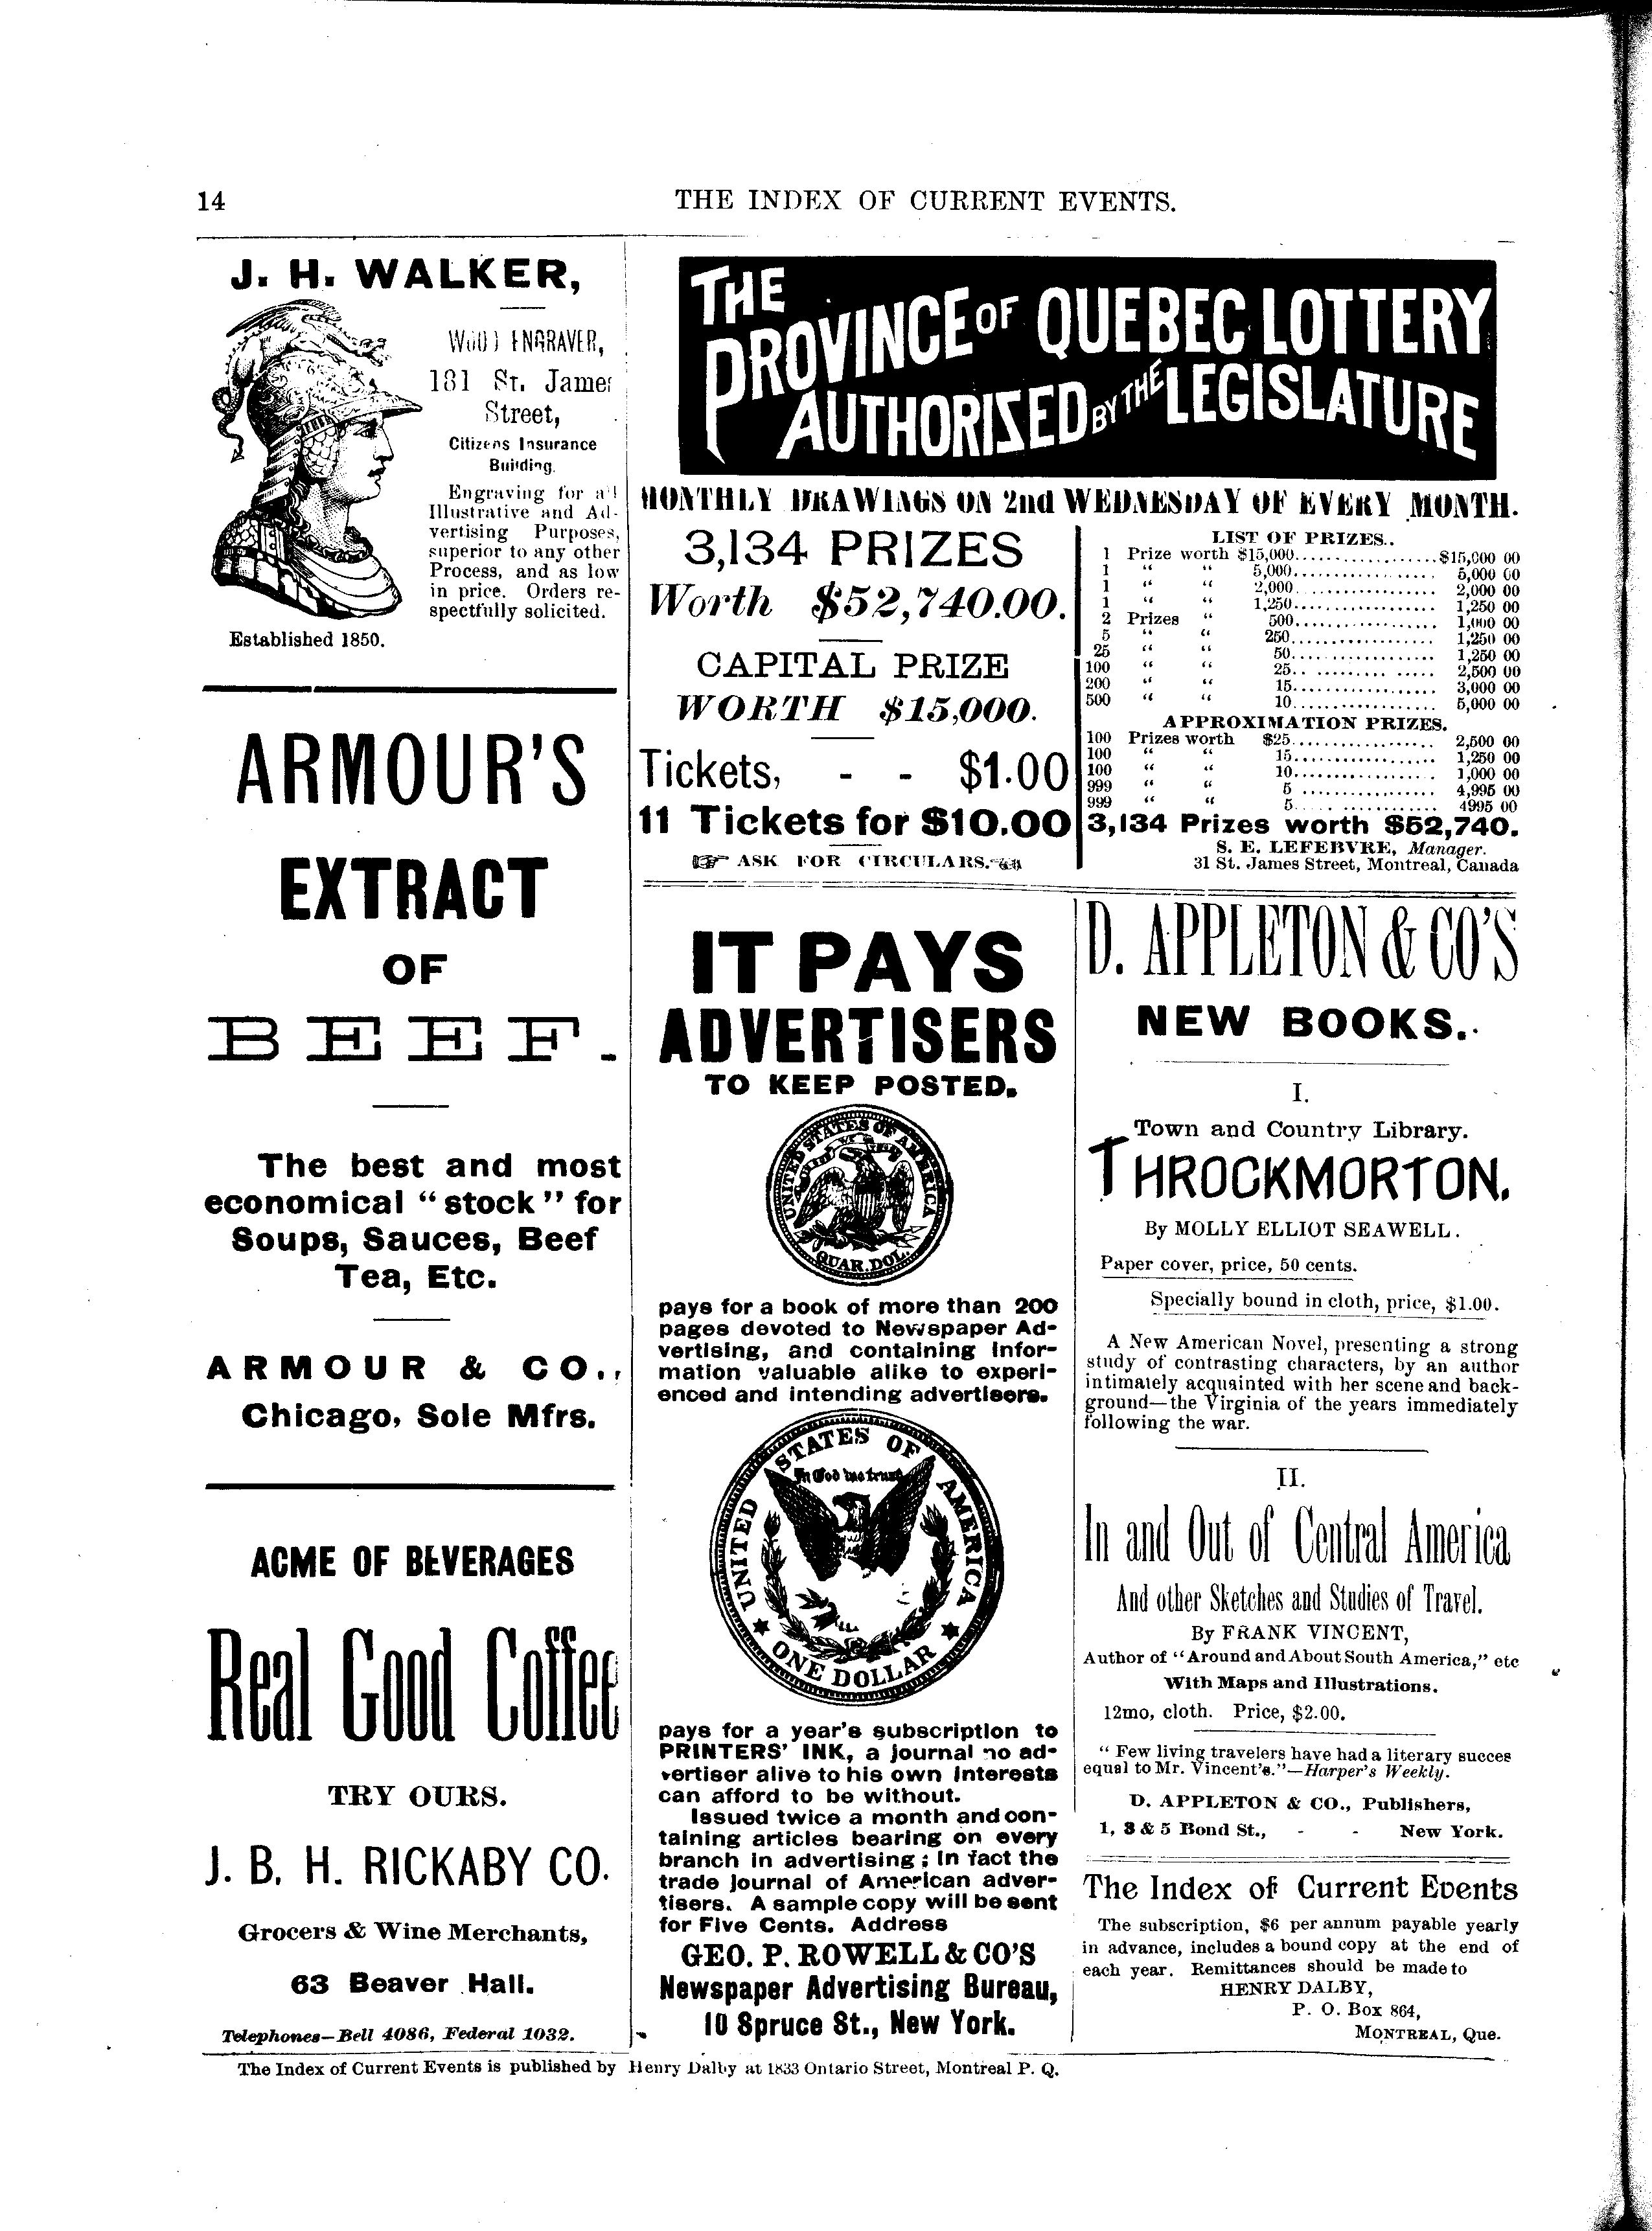 14
THE INDEX OF CURRENT EVENTS.
J. H. WALKER,
WOOD ENGRAVER,
181 St. James
Street,
Citizens Insurance
Building.
Engraving for all
Illustrative and Ad-
vertising Purposes,
superior to any other
Process, and as low
in price. Orders re-
spectfully solicited.
Established 1850.
ARMOUR'S
EXTRACT
OF
BEEF.
The best and most
economical "stock" for
Soups, Sauces, Beef
Tea, Etc.
ARMOUR & CO.,
Chicago, Sole Mfrs.
ACME OF BEVERAGES
Real Good Coffee
TRY OURS.
J. B. H. RICKABY CO.
Grocers & Wine Merchants,
63 Beaver Hall.
Telephones—Bell 4086, Federal 1032.
THE
PROVINCE OF QUEBEC LOTTERY
AUTHORIZED BY THE LEGISLATURE
MONTHLY DRAWINGS ON 2nd WEDNESDAY OF EVERY MONTH.
3,134 PRIZES
Worth $52,740.00.
CAPITAL PRIZE
WORTH $15,000.
Tickets, - - $1.00
11 Tickets for $10.00
ASK FOR CIRCULARS.
LIST OF PRIZES..
1 Prize worth $15,000..................$15,000 00
1 " " 5,000.................. 5,000 00
1 " " 2,000.................. 2,000 00
1 " " 1,250.................. 1,250 00
2 Prizes " 500.................. 1,000 00
5 " " 250.................. 1,250 00
25 " " 50.................. 1,250 00
100 " " 25.................. 2,500 00
200 " " 15.................. 3,000 00
500 " " 10.................. 5,000 00
APPROXIMATION PRIZES.
100 Prizes worth $25.................. 2,500 00
100 " " 15.................. 1,250 00
100 " " 10.................. 1,000 00
999 " " 5.................. 4,995 00
999 " " 5.................. 4995 00
3,134 Prizes worth $52,740.
S. E. LEFEBVRE, Manager.
31 St. James Street, Montreal, Canada
IT PAYS
ADVERTISERS
TO KEEP POSTED.
UNITED STATES OF AMERICA
QUAR. DOL.
pays for a book of more than 200
pages devoted to Newspaper Ad-
vertising, and containing infor-
mation valuable alike to experi-
enced and intending advertisers.
UNITED STATES OF AMERICA
In God we trust
ONE DOLLAR
pays for a year's subscription to
PRINTERS' INK, a journal no ad-
vertiser alive to his own interests
can afford to be without.
Issued twice a month and con-
taining articles bearing on every
branch in advertising; in fact the
trade journal of American adver-
tisers. A sample copy will be sent
for Five Cents. Address
GEO. P. ROWELL & CO'S
Newspaper Advertising Bureau,
10 Spruce St., New York.
D. APPLETON & CO'S
NEW BOOKS..
I.
Town and Country Library.
THROCKMORTON.
By MOLLY ELLIOT SEAWELL.
Paper cover, price, 50 cents.
Specially bound in cloth, price, $1.00.
A New American Novel, presenting a strong
study of contrasting characters, by an author
intimately acquainted with her scene and back-
ground—the Virginia of the years immediately
following the war.
II.
In and Out of Central America
And other Sketches and Studies of Travel.
By FRANK VINCENT,
Author of "Around and About South America," etc
With Maps and Illustrations.
12mo, cloth. Price, $2.00.
"Few living travelers have had a literary succes
equal to Mr. Vincent's."—Harper's Weekly.
D. APPLETON & CO., Publishers,
1, 3 & 5 Bond St., - - New York.
The Index of Current Events
The subscription, $6 per annum payable yearly
in advance, includes a bound copy at the end of
each year. Remittances should be made to
HENRY DALBY,
P. O. Box 864,
MONTREAL, Que.
The Index of Current Events is published by Henry Dalby at 1833 Ontario Street, Montreal P. Q.